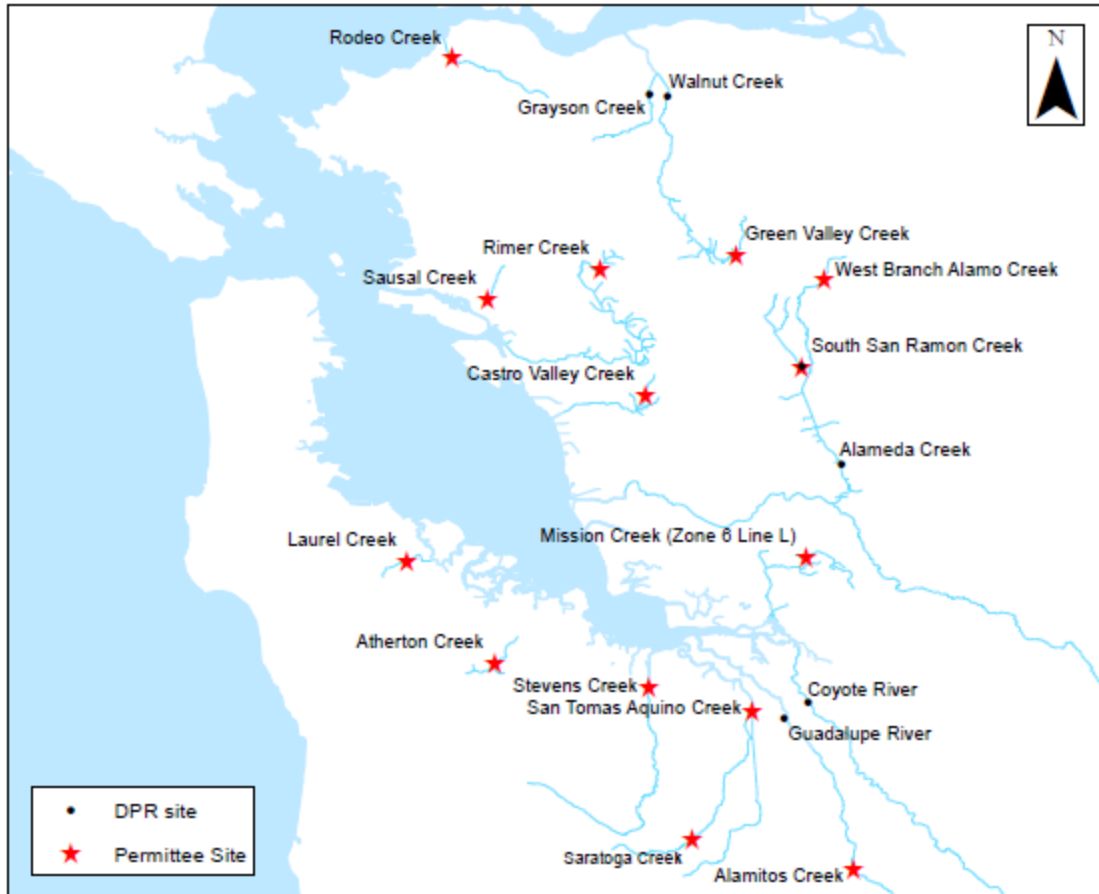 Rodeo Creek
N
Walnut Creek
Grayson Creek
Green Valley Creek
Rimer Creek
West Branch Alamo Creek
Sausal Creek
South San Ramon Creek
Castro Valley Creek
Alameda Creek
Mission Creek (Zone 6 Line L)
Laurel Creek
Atherton Creek
Stevens Creek
Coyote River
San Tomas Aquino Creek
Guadalupe River
DPR site
Permittee Site
Saratoga Creek
Alamitos Creek